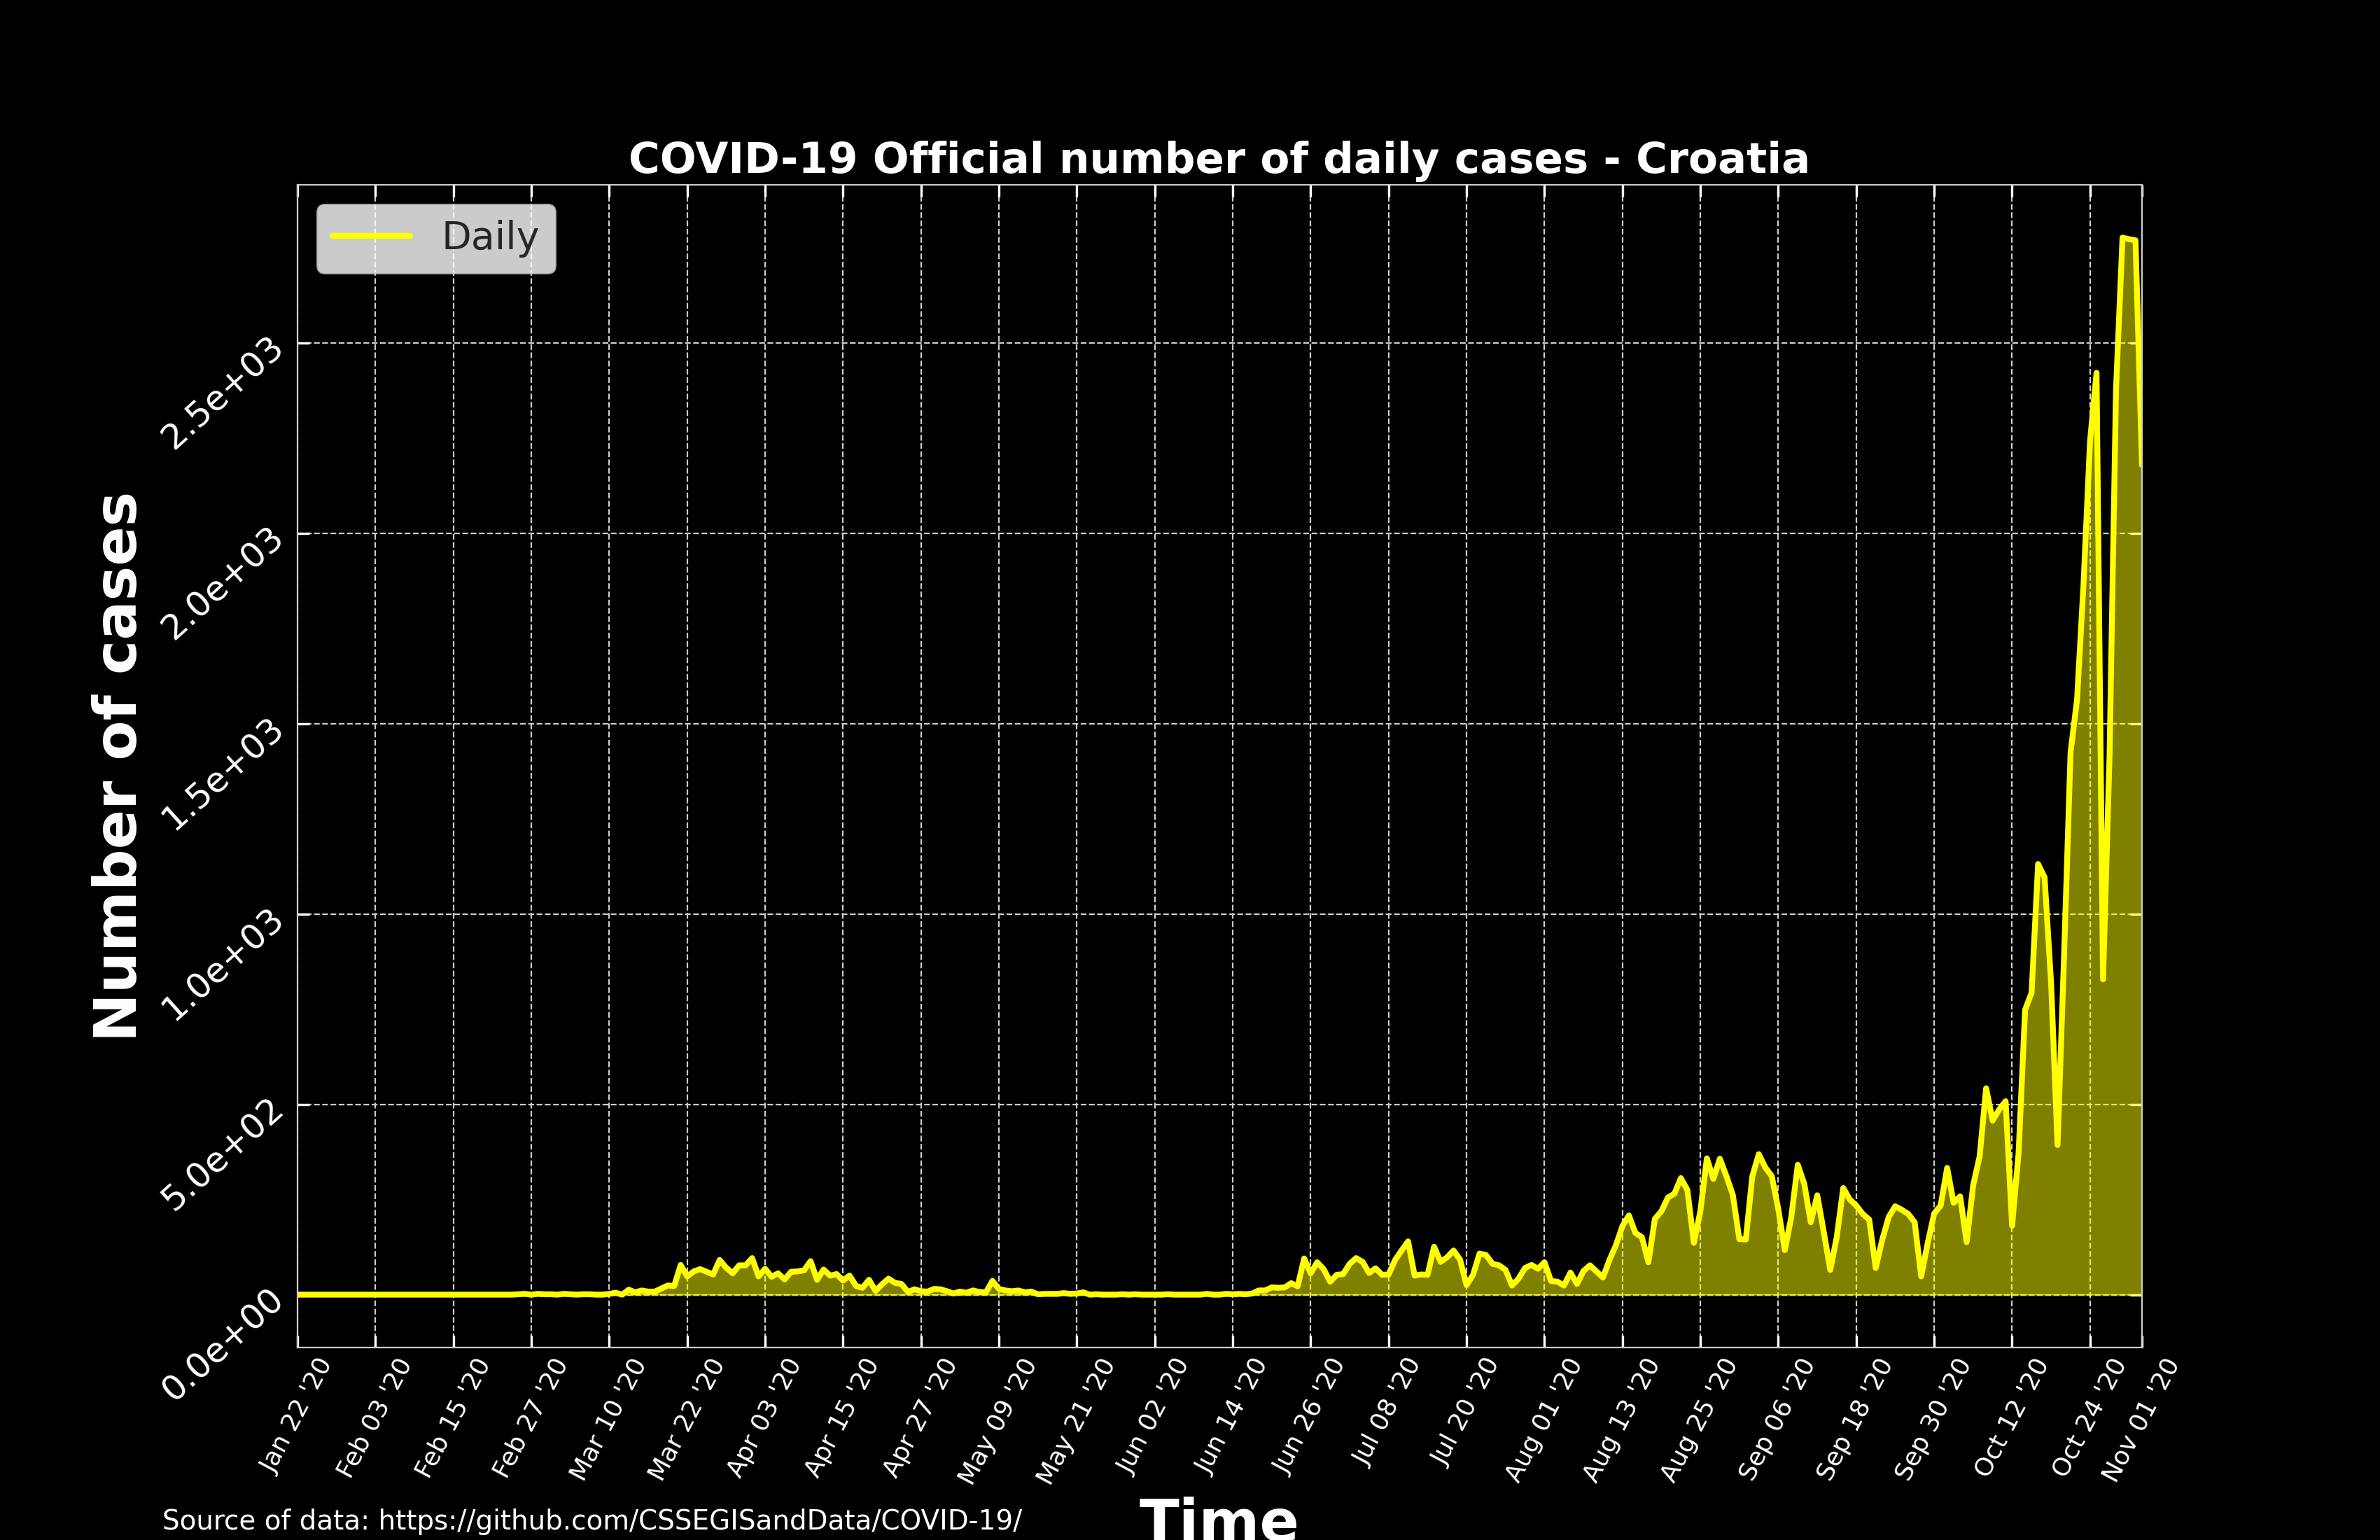 COVID-19 Official number of daily cases - Croatia
Daily
Number of cases
2.5e+03
2.0e+03
1.5e+03
1.0e+03
5.0e+02
0.0e+00
Jan 22 '20
Feb 03 '20
Feb 15 '20
Feb 27 '20
Mar 10 '20
Mar 22 '20
Apr 03 '20
Apr 15 '20
Apr 27 '20
May 09 '20
May 21 '20
Jun 02 '20
Jun 14 '20
Jun 26 '20
Jul 08 '20
Jul 20 '20
Aug 01 '20
Aug 13 '20
Aug 25 '20
Sep 06 '20
Sep 18 '20
Sep 30 '20
Oct 12 '20
Oct 24 '20
Nov 01 '20
Time
Source of data: https://github.com/CSSEGISandData/COVID-19/